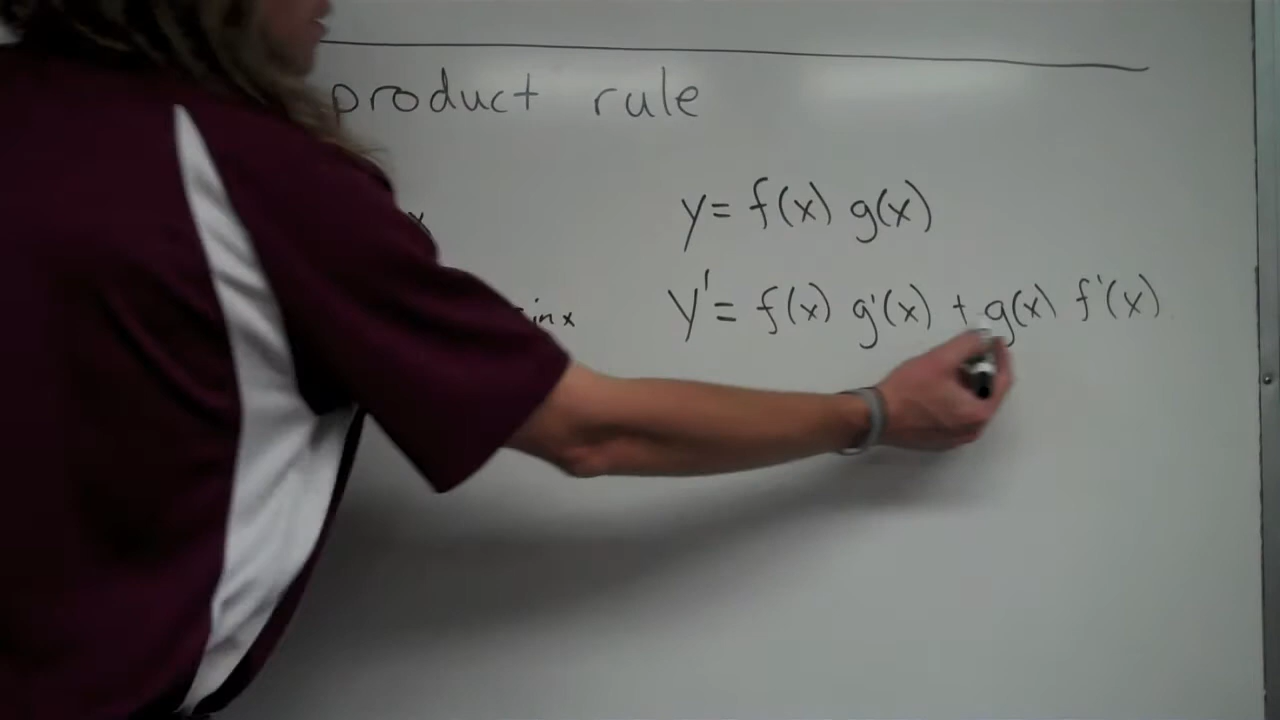 product rule
y = f(x) g(x)
y' = f(x) g'(x) + g(x) f'(x)